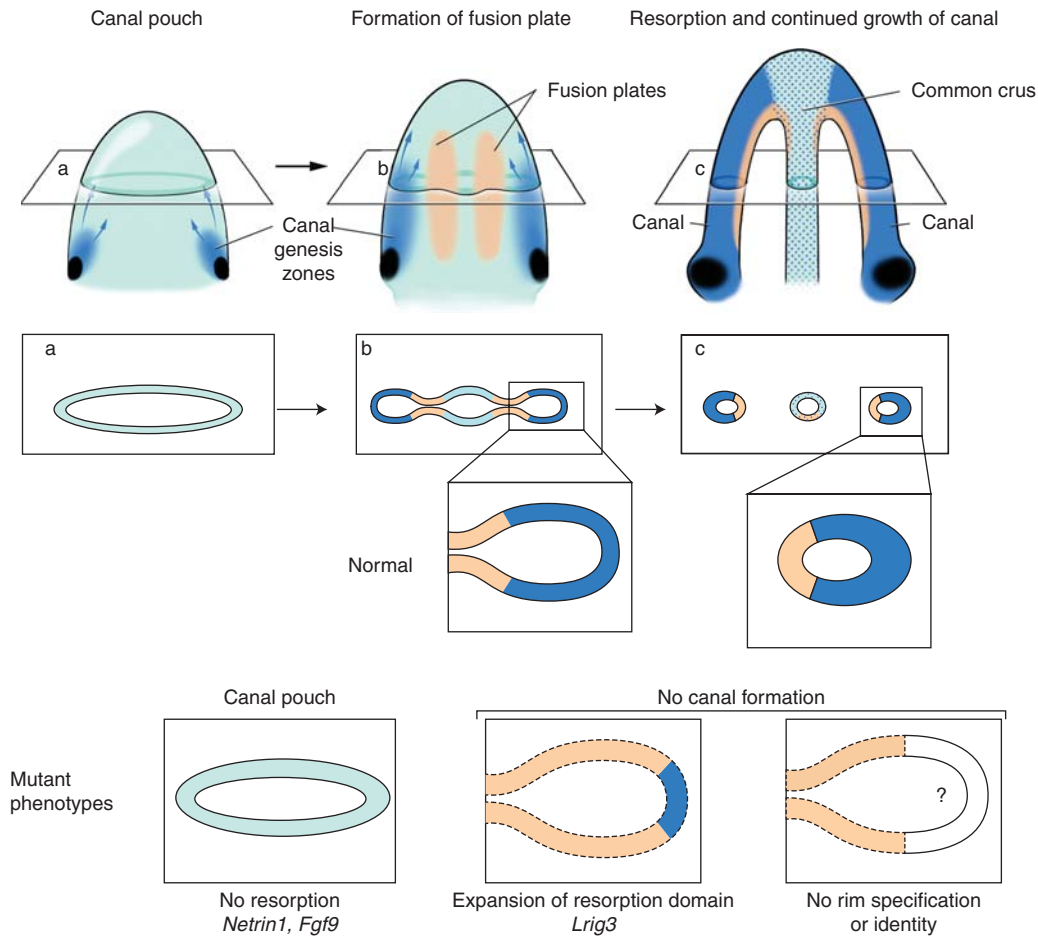 Canal pouch
Formation of fusion plate
Resorption and continued growth of canal
Fusion plates
Common crus
a
b
c
Canal
genesis
zones
Canal
Canal
a
b
c
Normal
Canal pouch
No canal formation
Mutant
phenotypes
?
No resorption
Netrin1, Fgf9
Expansion of resorption domain
Lrig3
No rim specification
or identity